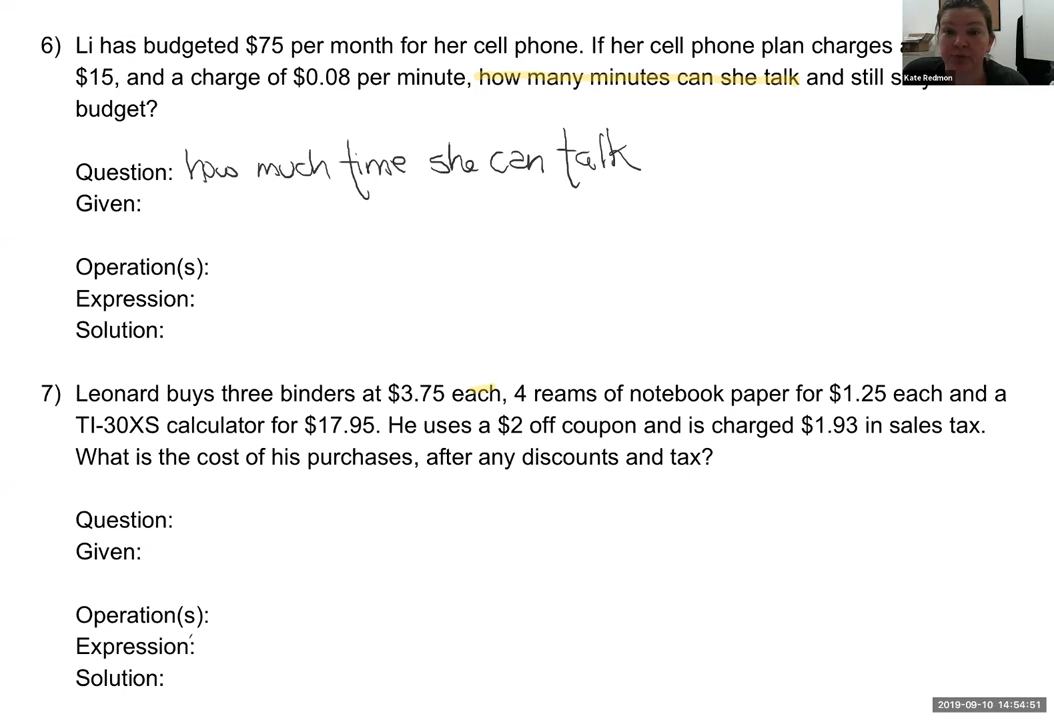 6) Li has budgeted $75 per month for her cell phone. If her cell phone plan charges
$15, and a charge of $0.08 per minute, how many minutes can she talk and still
budget?
Kate Redmon
Question: how much time she can talk
Given:
Operation(s):
Expression:
Solution:
7) Leonard buys three binders at $3.75 each, 4 reams of notebook paper for $1.25 each and a
TI-30XS calculator for $17.95. He uses a $2 off coupon and is charged $1.93 in sales tax.
What is the cost of his purchases, after any discounts and tax?
Question:
Given:
Operation(s):
Expression:
Solution:
2019-09-10 14:54:51